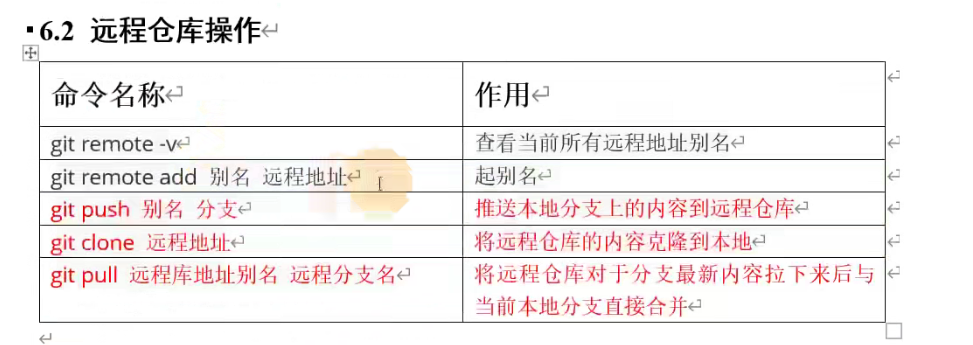 6.2 远程仓库操作
命令名称 作用
git remote -v 查看当前所有远程地址别名
git remote add 别名 远程地址 起别名
git push 别名 分支 推送本地分支上的内容到远程仓库
git clone 远程地址 将远程仓库的内容克隆到本地
git pull 远程库地址别名 远程分支名 将远程仓库对于分支最新内容拉下来后与
当前本地分支直接合并